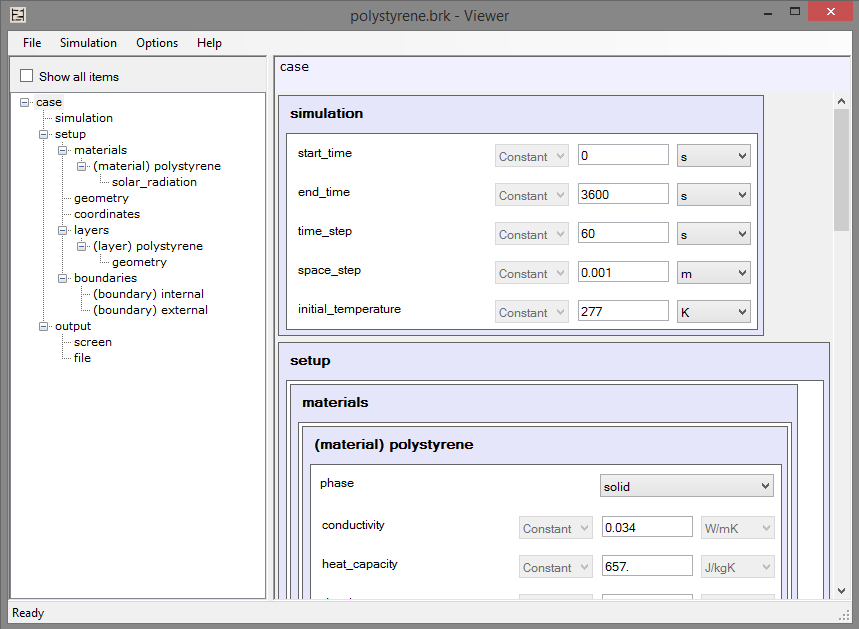 polystyrene.brk - Viewer
File Simulation Options Help
Show all items
case
simulation
setup
materials
(material) polystyrene
solar_radiation
geometry
coordinates
layers
(layer) polystyrene
geometry
boundaries
(boundary) internal
(boundary) external
output
screen
file
case
simulation
start_time Constant 0 s
end_time Constant 3600 s
time_step Constant 60 s
space_step Constant 0.001 m
initial_temperature Constant 277 K
setup
materials
(material) polystyrene
phase solid
conductivity Constant 0.034 W/mK
heat_capacity Constant 657. J/kgK
Ready